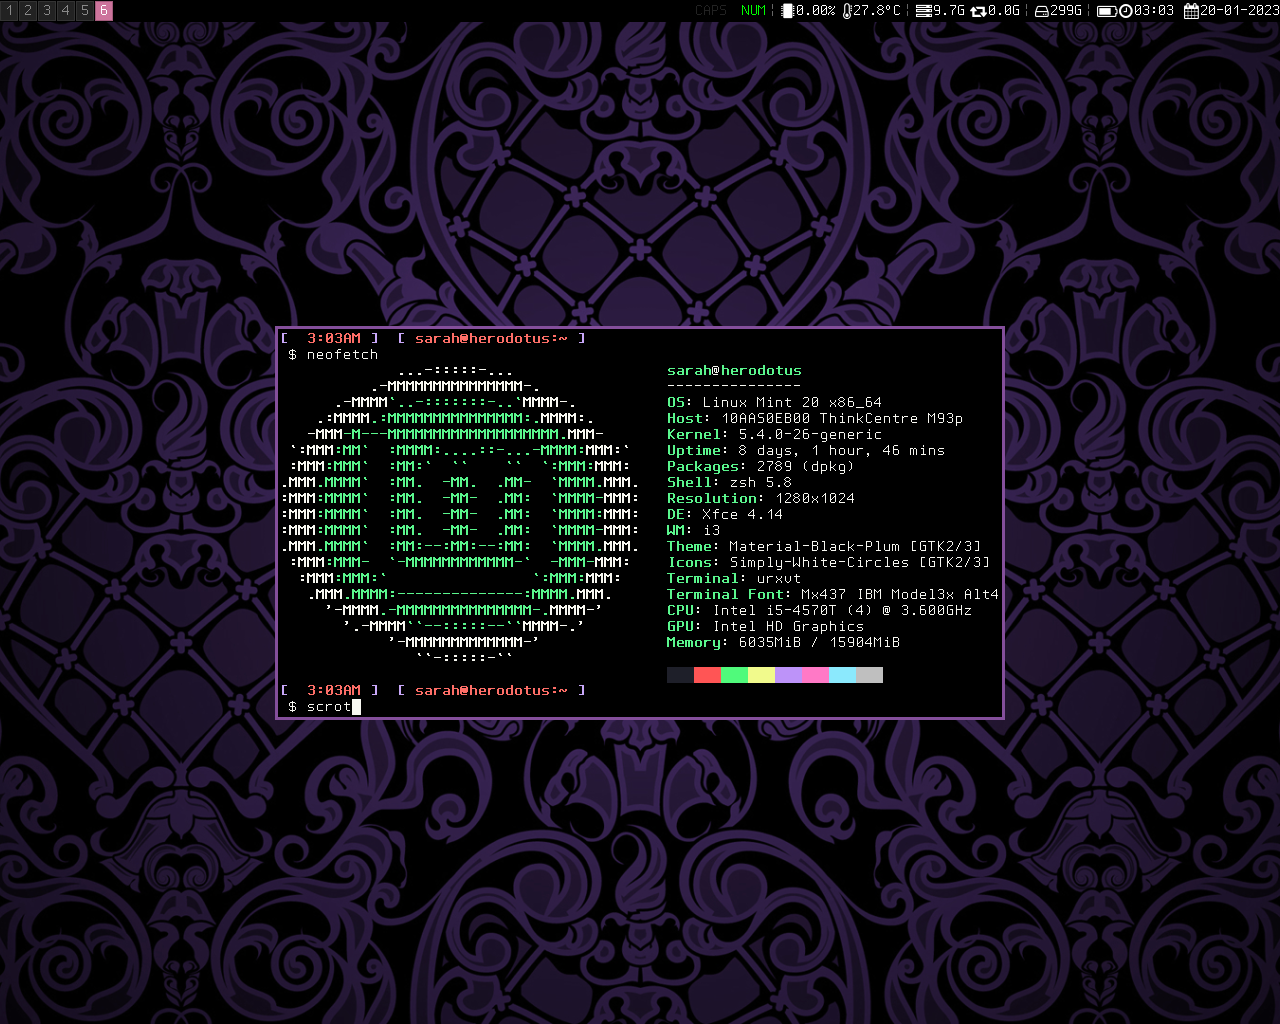 1 2 3 4 5 6 CAPS NUM 0.00% 27.8°C 9.7G 0.0G 299G 03:03 20-01-2023
[ 3:03AM ] [ sarah@herodotus:~ ]
$ neofetch
...-:::::-...
.-MMMMMMMMMMMMMMM-.
.-MMMM`..-:::::::-..`MMMM-.
.:MMMM.:MMMMMMMMMMMMMMM:.MMMM:.
-MMM-M---MMMMMMMMMMMMMMMMMMM.MMM-
`:MMM:MM`  :MMMM:....::-...-MMMM:MMM:`
:MMM:MMM`  :MM:`  ``    ``  `:MMM:MMM:
.MMM.MMMM`  :MM.  -MM.  .MM-  `MMMM.MMM.
:MMM:MMMM`  :MM.  -MM-  .MM:  `MMMM-MMM:
:MMM:MMMM`  :MM.  -MM-  .MM:  `MMMM:MMM:
:MMM:MMMM`  :MM.  -MM-  .MM:  `MMMM-MMM:
.MMM.MMMM`  :MM:--:MM:--:MM:  `MMMM.MMM.
:MMM:MMM-  `-MMMMMMMMMMMM-`  -MMM-MMM:
:MMM:MMM:`                `:MMM:MMM:
.MMM.MMMM:--------------:MMMM.MMM.
'-MMMM.-MMMMMMMMMMMMMMM-.MMMM-'
'.-MMMM``--:::::--``MMMM-.'
'-MMMMMMMMMMMMM-'
``-:::::-``
sarah@herodotus
---------------
OS: Linux Mint 20 x86_64
Host: 10AAS0EB00 ThinkCentre M93p
Kernel: 5.4.0-26-generic
Uptime: 8 days, 1 hour, 46 mins
Packages: 2789 (dpkg)
Shell: zsh 5.8
Resolution: 1280x1024
DE: Xfce 4.14
WM: i3
Theme: Material-Black-Plum [GTK2/3]
Icons: Simply-White-Circles [GTK2/3]
Terminal: urxvt
Terminal Font: Mx437 IBM Model3x Alt4
CPU: Intel i5-4570T (4) @ 3.600GHz
GPU: Intel HD Graphics
Memory: 6035MiB / 15904MiB
[ 3:03AM ] [ sarah@herodotus:~ ]
$ scrot